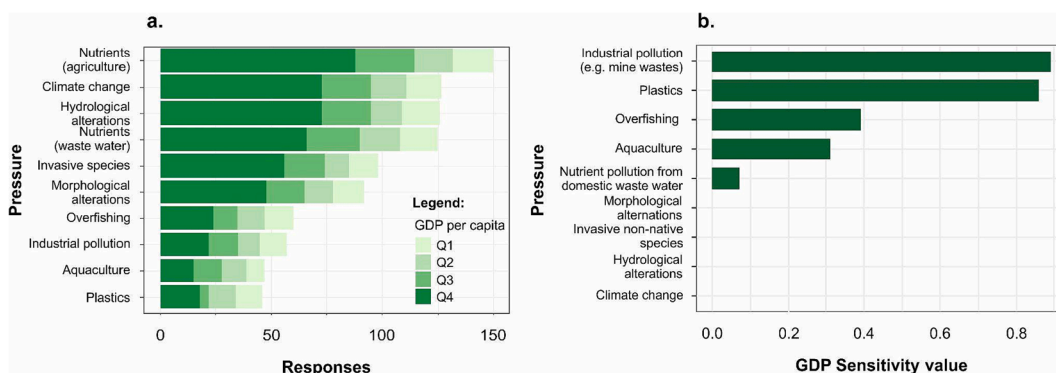 a.
Pressure
Nutrients
(agriculture)
Climate change
Hydrological
alterations
Nutrients
(waste water)
Invasive species
Morphological
alterations
Overfishing
Industrial pollution
Aquaculture
Plastics
Legend:
GDP per capita
Q1
Q2
Q3
Q4
0
50
100
150
Responses
b.
Pressure
Industrial pollution
(e.g. mine wastes)
Plastics
Overfishing
Aquaculture
Nutrient pollution from
domestic waste water
Morphological
alternations
Invasive non-native
species
Hydrological
alterations
Climate change
0.0
0.2
0.4
0.6
0.8
GDP Sensitivity value